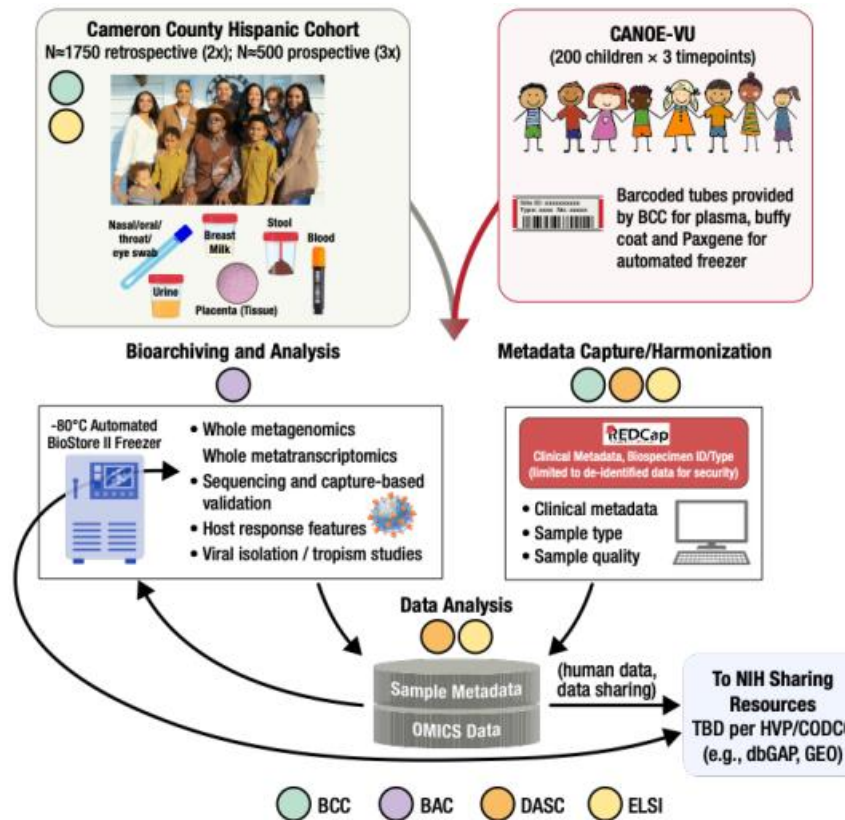 Cameron County Hispanic Cohort
N≈1750 retrospective (2x); N≈500 prospective (3x)
Nasal/oral/
throat/
eye swab
Breast
Milk
Stool
Blood
Urine
Placenta (Tissue)
CANOE-VU
(200 children × 3 timepoints)
Barcoded tubes provided
by BCC for plasma, buffy
coat and Paxgene for
automated freezer
Bioarchiving and Analysis
-80°C Automated
BioStore II Freezer
• Whole metagenomics
Whole metatranscriptomics
• Sequencing and capture-based
validation
• Host response features
• Viral isolation / tropism studies
Metadata Capture/Harmonization
REDCap
Clinical Metadata, Biospecimen ID/Type
(limited to de-identified data for security)
• Clinical metadata
• Sample type
• Sample quality
Data Analysis
Sample Metadata
OMICS Data
(human data,
data sharing)
To NIH Sharing
Resources
TBD per HVP/CODCC
(e.g., dbGAP, GEO)
BCC
BAC
DASC
ELSI